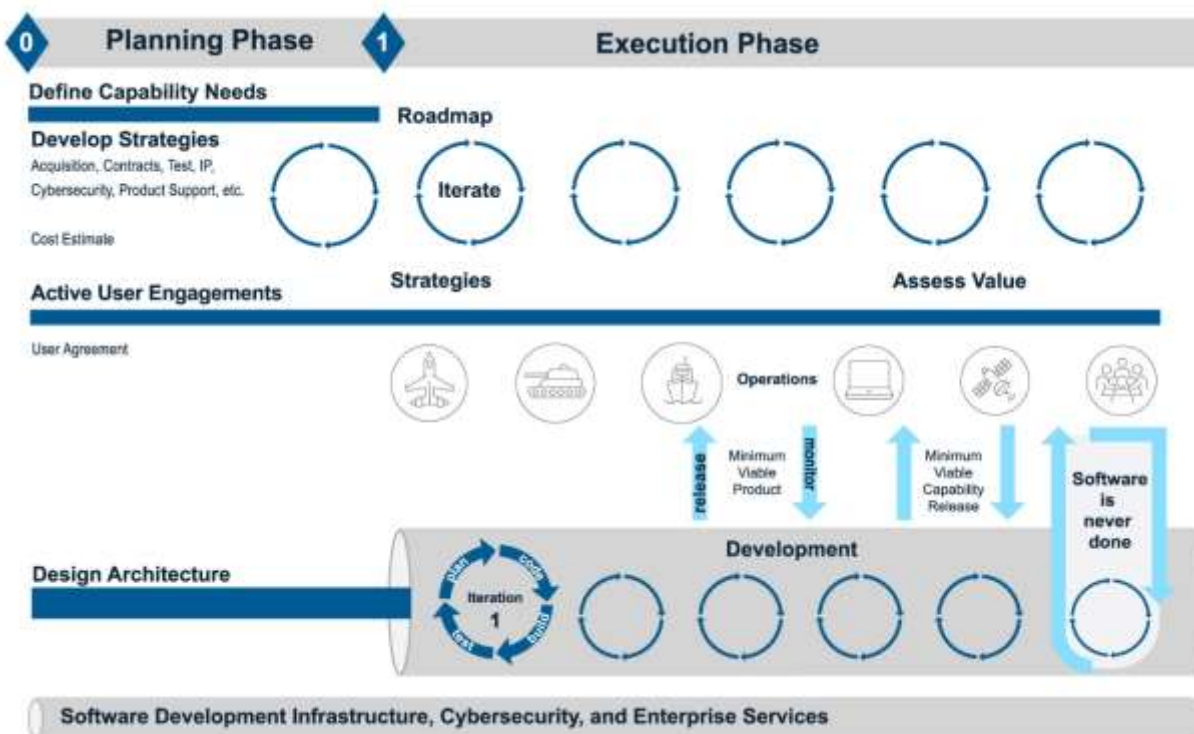 0
Planning Phase
1
Execution Phase
Define Capability Needs
Roadmap
Develop Strategies
Acquisition, Contracts, Test, IP,
Cybersecurity, Product Support, etc.
Iterate
Cost Estimate
Strategies
Assess Value
Active User Engagements
User Agreement
Operations
release
Minimum
Viable
Product
monitor
Minimum
Viable
Capability
Release
Software
is
never
done
Development
Design Architecture
plan
code
Iteration
1
test
build
Software Development Infrastructure, Cybersecurity, and Enterprise Services